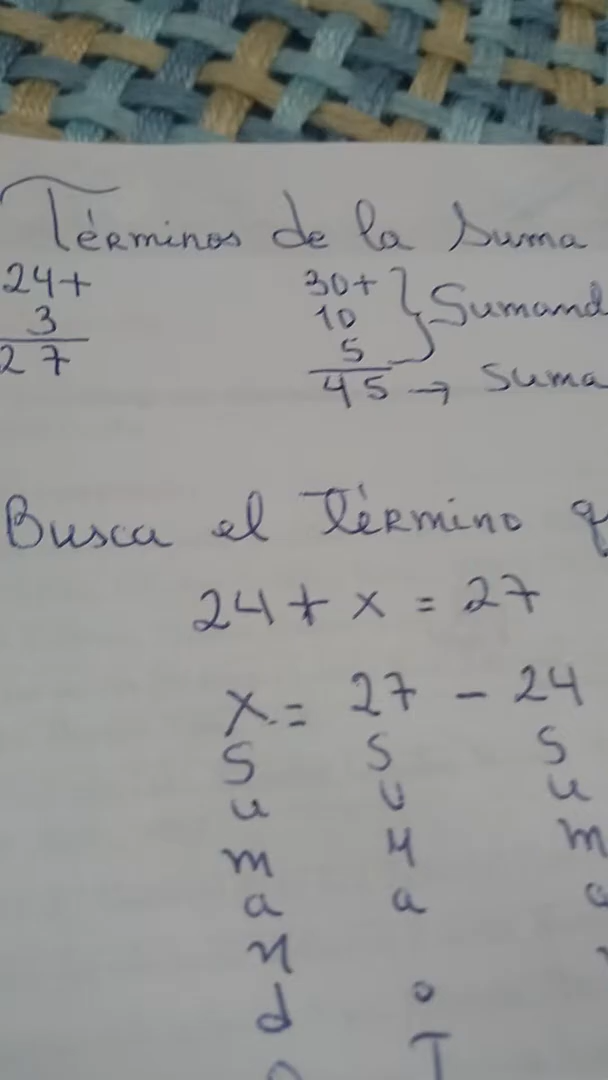 Términos de la Suma
24+ 30+
3 10 Sumand
27 5
45 → Suma
Busca el Término q
24 + x = 27
x = 27 - 24
S S S
u u u
m M m
a a a
n
d o
o T